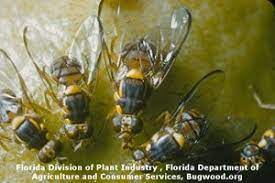 Florida Division of Plant Industry , Florida Department of
Agriculture and Consumer Services, Bugwood.org